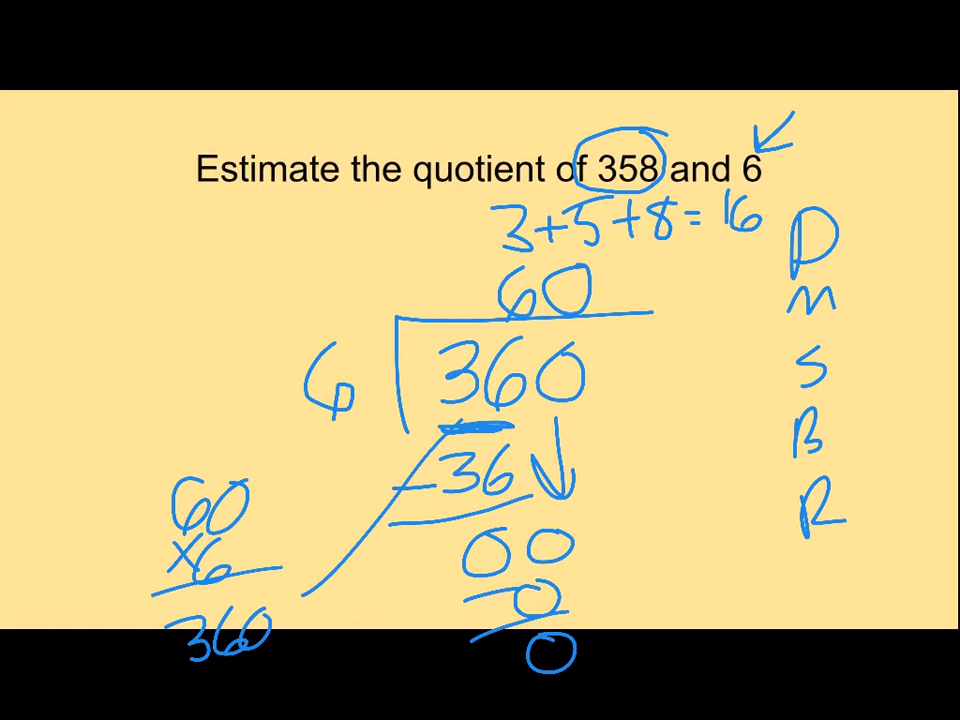 Estimate the quotient of 358 and 6
3+5+8=16
60
6 360
-36
00
0
0
60
x6
360
D
M
S
B
R